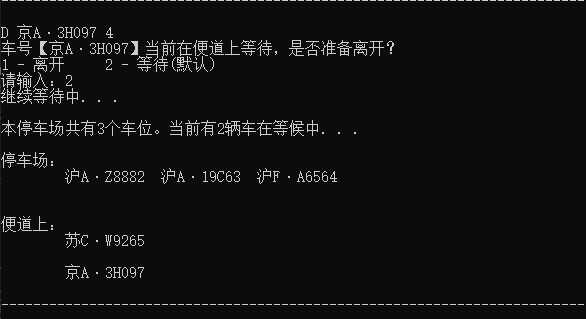 D 京A·3H097 4
车号【京A·3H097】当前在便道上等待，是否准备离开？
1 - 离开 2 - 等待(默认)
请输入：2
继续等待中...
本停车场共有3个车位。当前有2辆车在等候中...
停车场：
沪A·Z8882 沪A·19C63 沪F·A6564
便道上：
苏C·W9265
京A·3H097